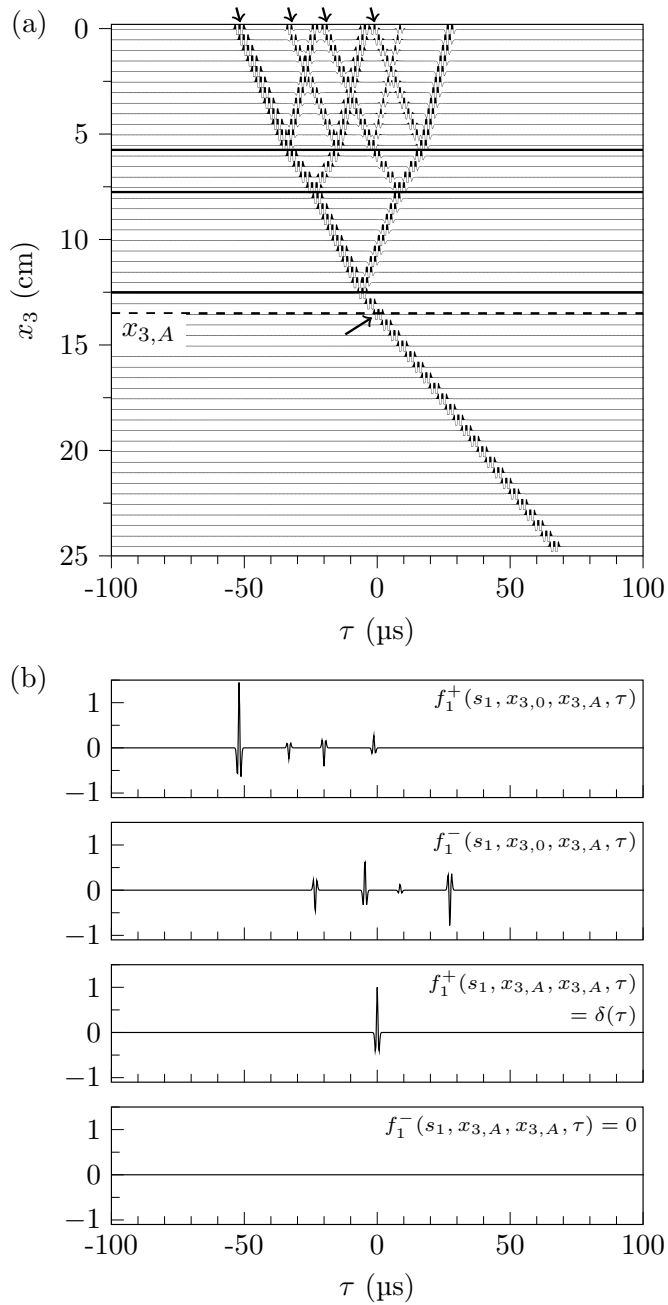 (a)
0
5
10
15
20
25
x₃ (cm)
x₃,A
-100 -50 0 50 100
τ (µs)
(b)
1
0
−1
f₁⁺(s₁, x₃,₀, x₃,A, τ)
1
0
−1
f₁⁻(s₁, x₃,₀, x₃,A, τ)
1
0
−1
f₁⁺(s₁, x₃,A, x₃,A, τ)
= δ(τ)
1
0
−1
f₁⁻(s₁, x₃,A, x₃,A, τ) = 0
-100 -50 0 50 100
τ (µs)